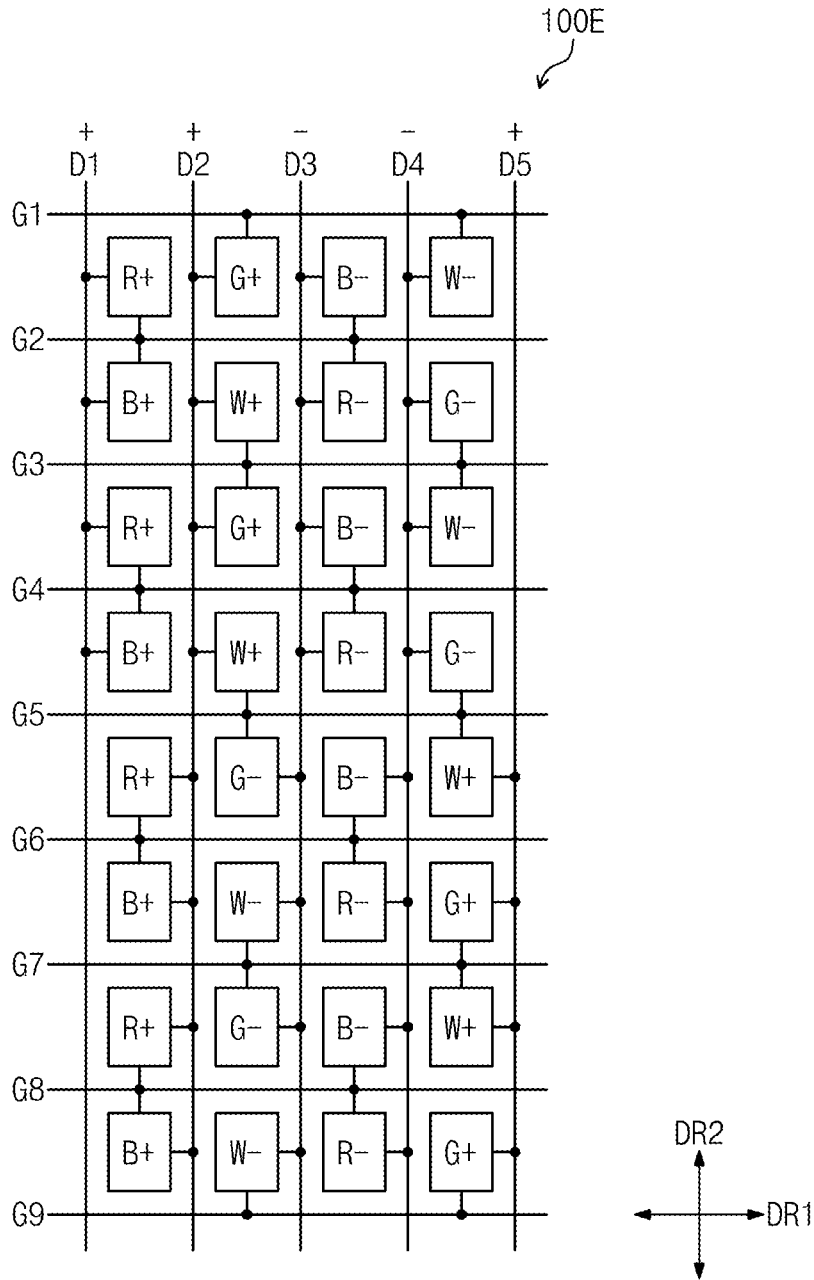 100E
+ + − − +
D1 D2 D3 D4 D5
G1
R+ G+ B− W−
G2
B+ W+ R− G−
G3
R+ G+ B− W−
G4
B+ W+ R− G−
G5
R+ G− B− W+
G6
B+ W− R− G+
G7
R+ G− B− W+
G8
B+ W− R− G+
G9
DR2
DR1